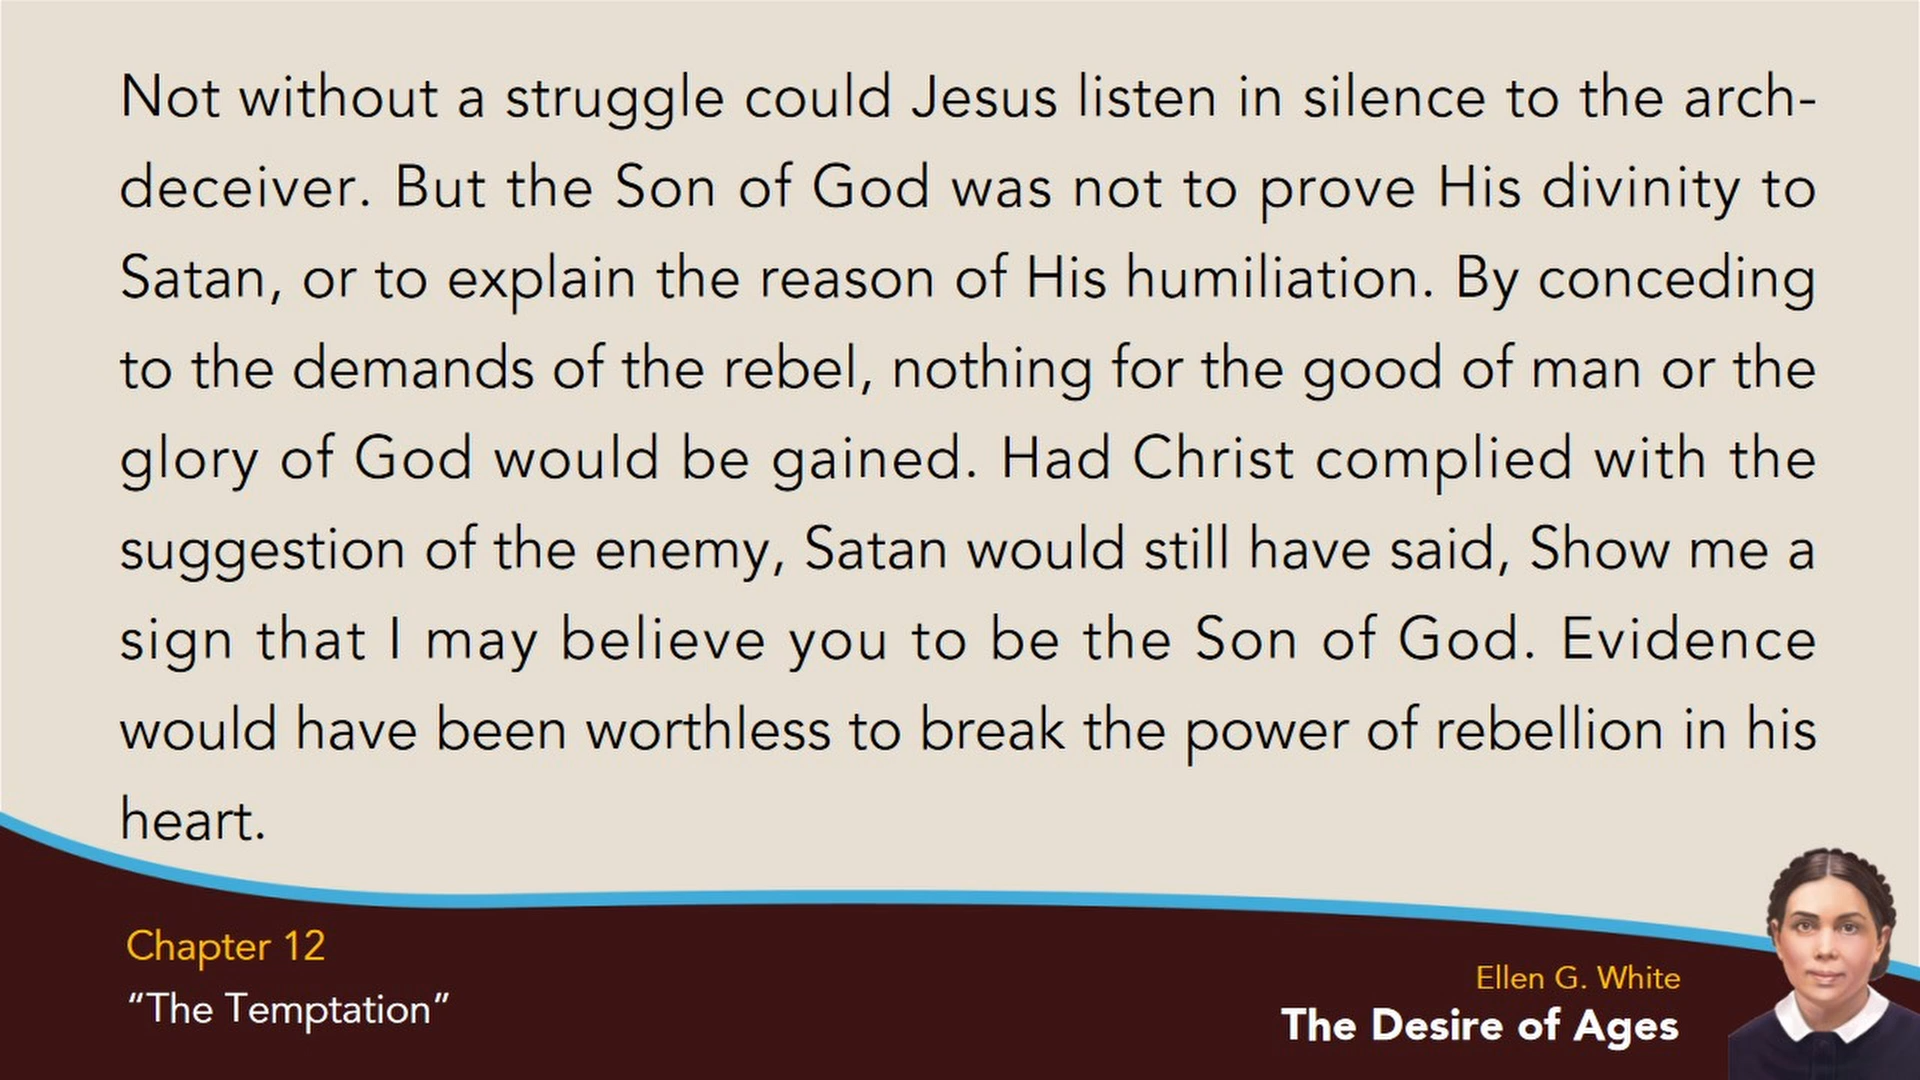 Not without a struggle could Jesus listen in silence to the arch-
deceiver. But the Son of God was not to prove His divinity to
Satan, or to explain the reason of His humiliation. By conceding
to the demands of the rebel, nothing for the good of man or the
glory of God would be gained. Had Christ complied with the
suggestion of the enemy, Satan would still have said, Show me a
sign that I may believe you to be the Son of God. Evidence
would have been worthless to break the power of rebellion in his
heart.
Chapter 12
“The Temptation”
Ellen G. White
The Desire of Ages